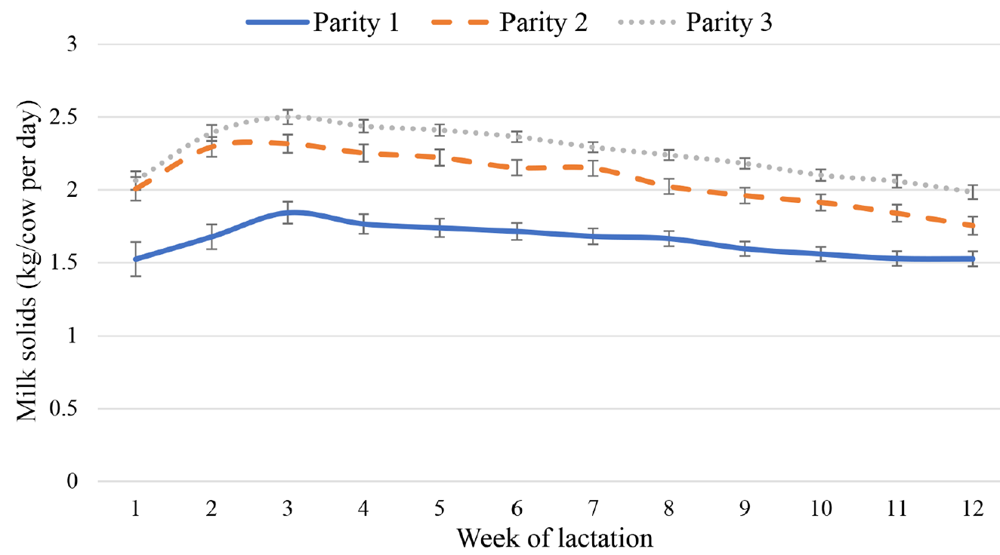 Parity 1 Parity 2 Parity 3
3
2.5
2
1.5
1
0.5
0
Milk solids (kg/cow per day)
1 2 3 4 5 6 7 8 9 10 11 12
Week of lactation